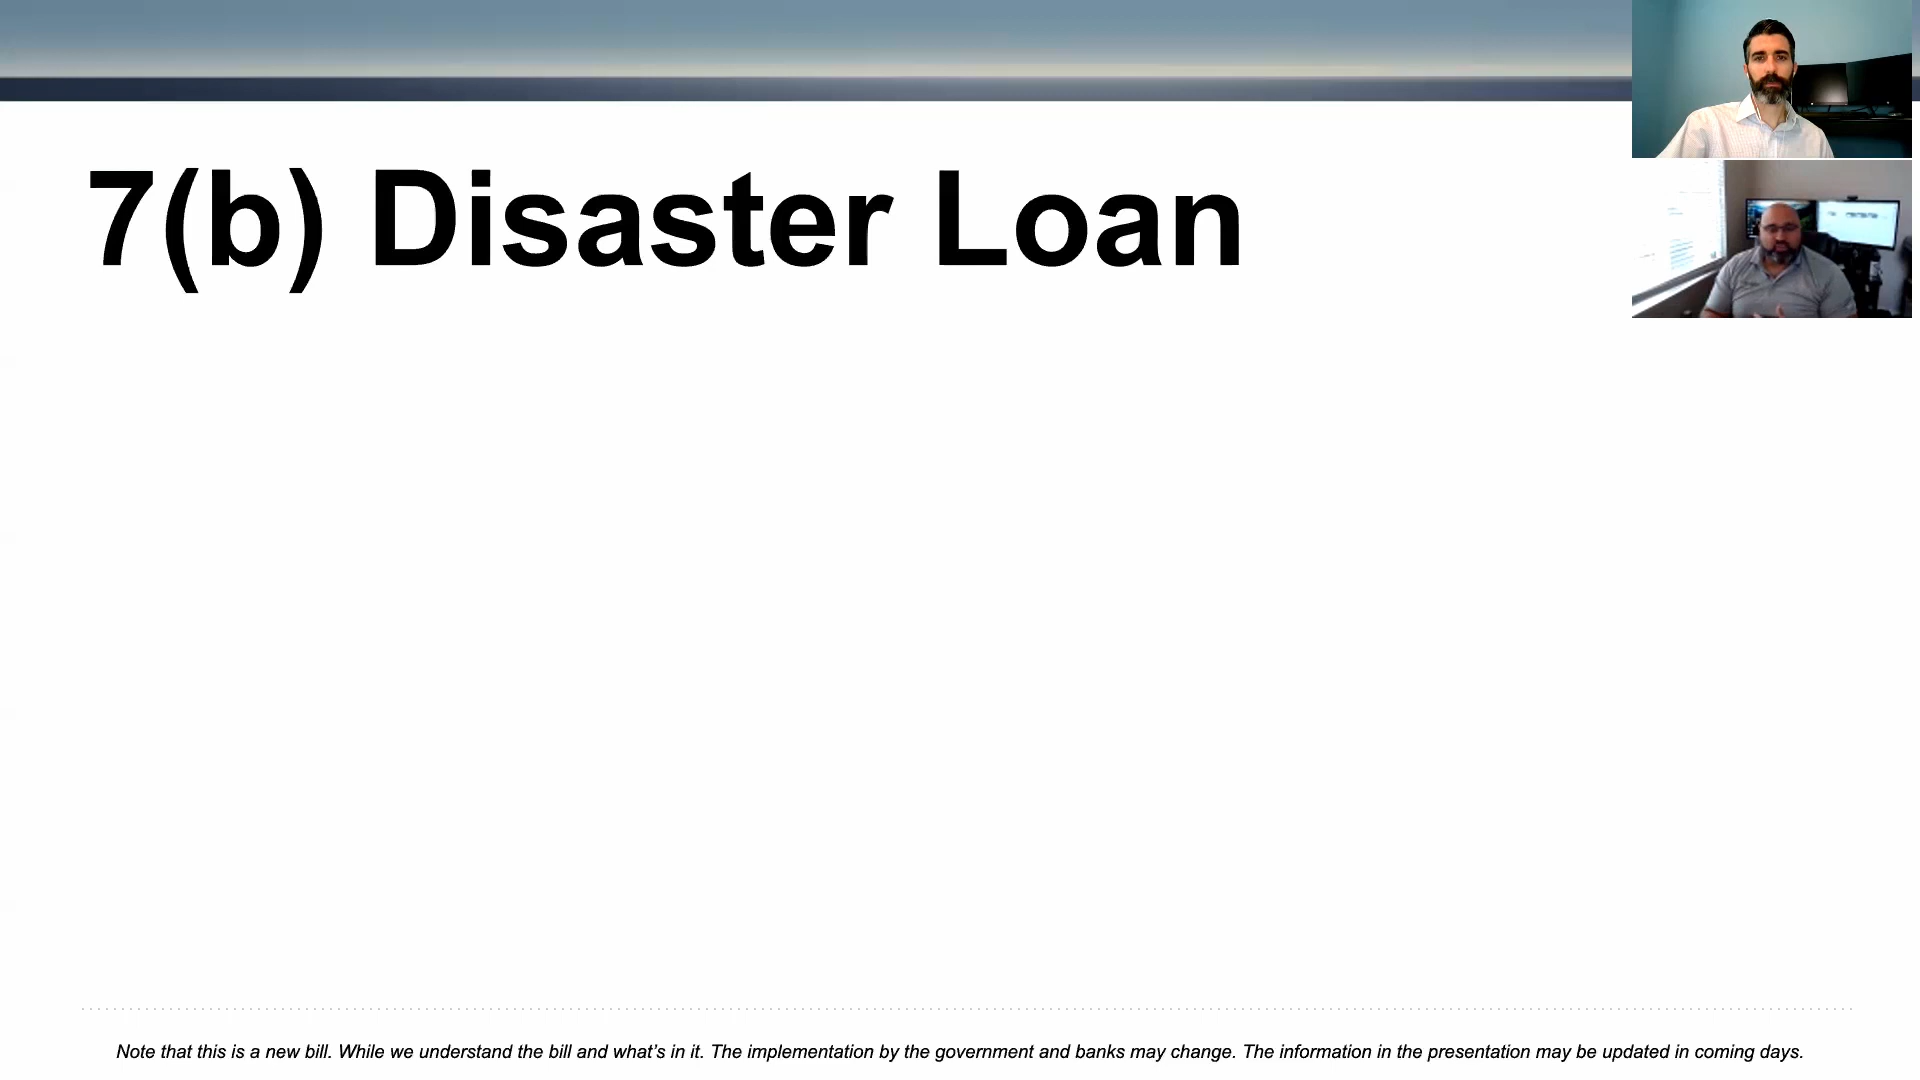 7(b) Disaster Loan
Note that this is a new bill. While we understand the bill and what’s in it. The implementation by the government and banks may change. The information in the presentation may be updated in coming days.